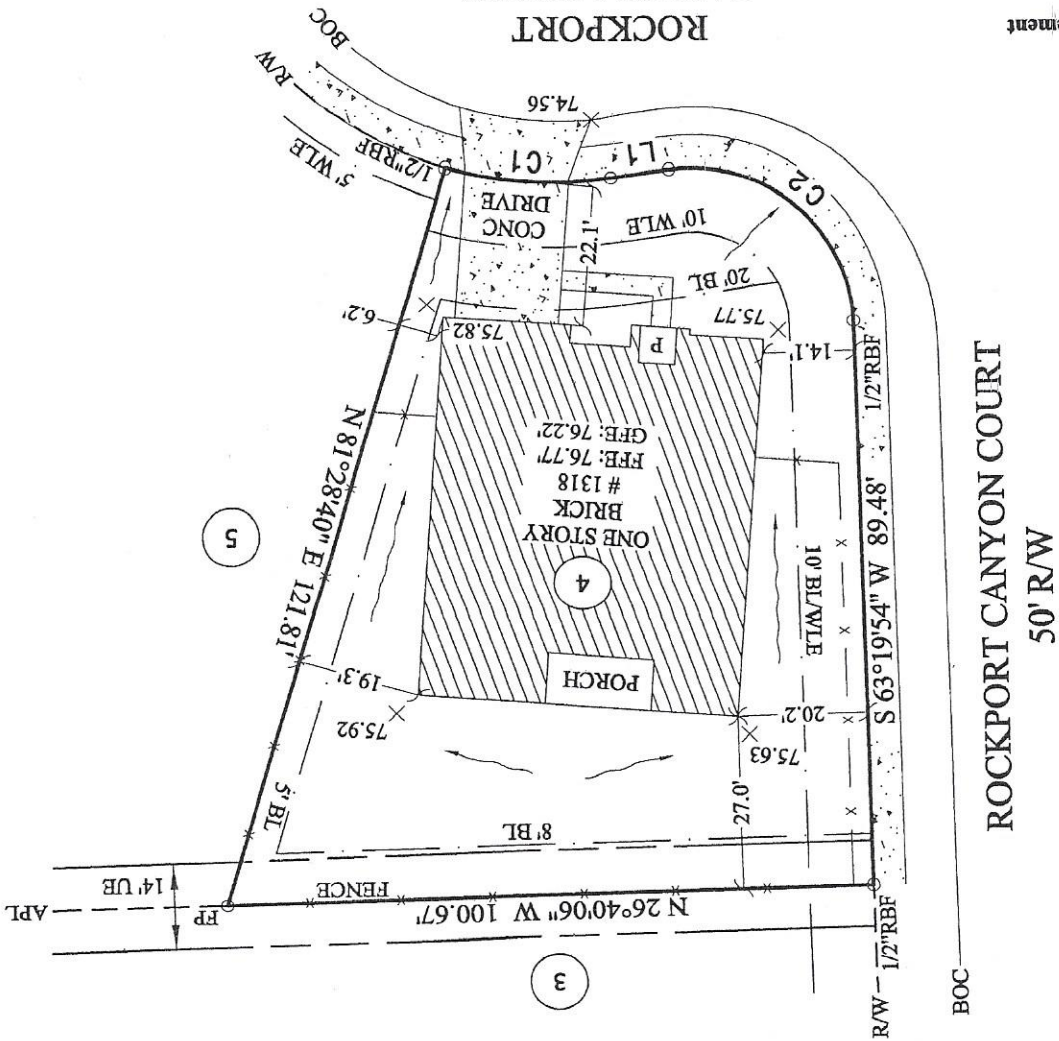 ROCKPORT
ement
BOC
R/W
5' WLE
1/2"RBF
74.56
C1
L1
C2
CONC
DRIVE
22.1'
10' WLE
20' BL
6.2'
75.82
75.77
P
14.1'
1/2"RBF
N 81°28'40" E 121.81'
5
ONE STORY
BRICK
# 1318
FFE: 76.77'
GFE: 76.22'
4
PORCH
10' BL/WLE
S 63°19'54" W 89.48'
ROCKPORT CANYON COURT
50' R/W
19.3'
20.2'
75.92
75.63
27.0'
5' BL
8' BL
14' UE
APL
FP
FENCE
N 26°40'06" W 100.67'
3
1/2"RBF
R/W
BOC